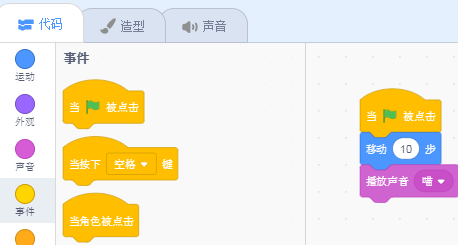 代码
造型
声音
运动
外观
声音
事件
事件
当 被点击
当按下 空格 键
当角色被点击
当 被点击
移动 10 步
播放声音 喵